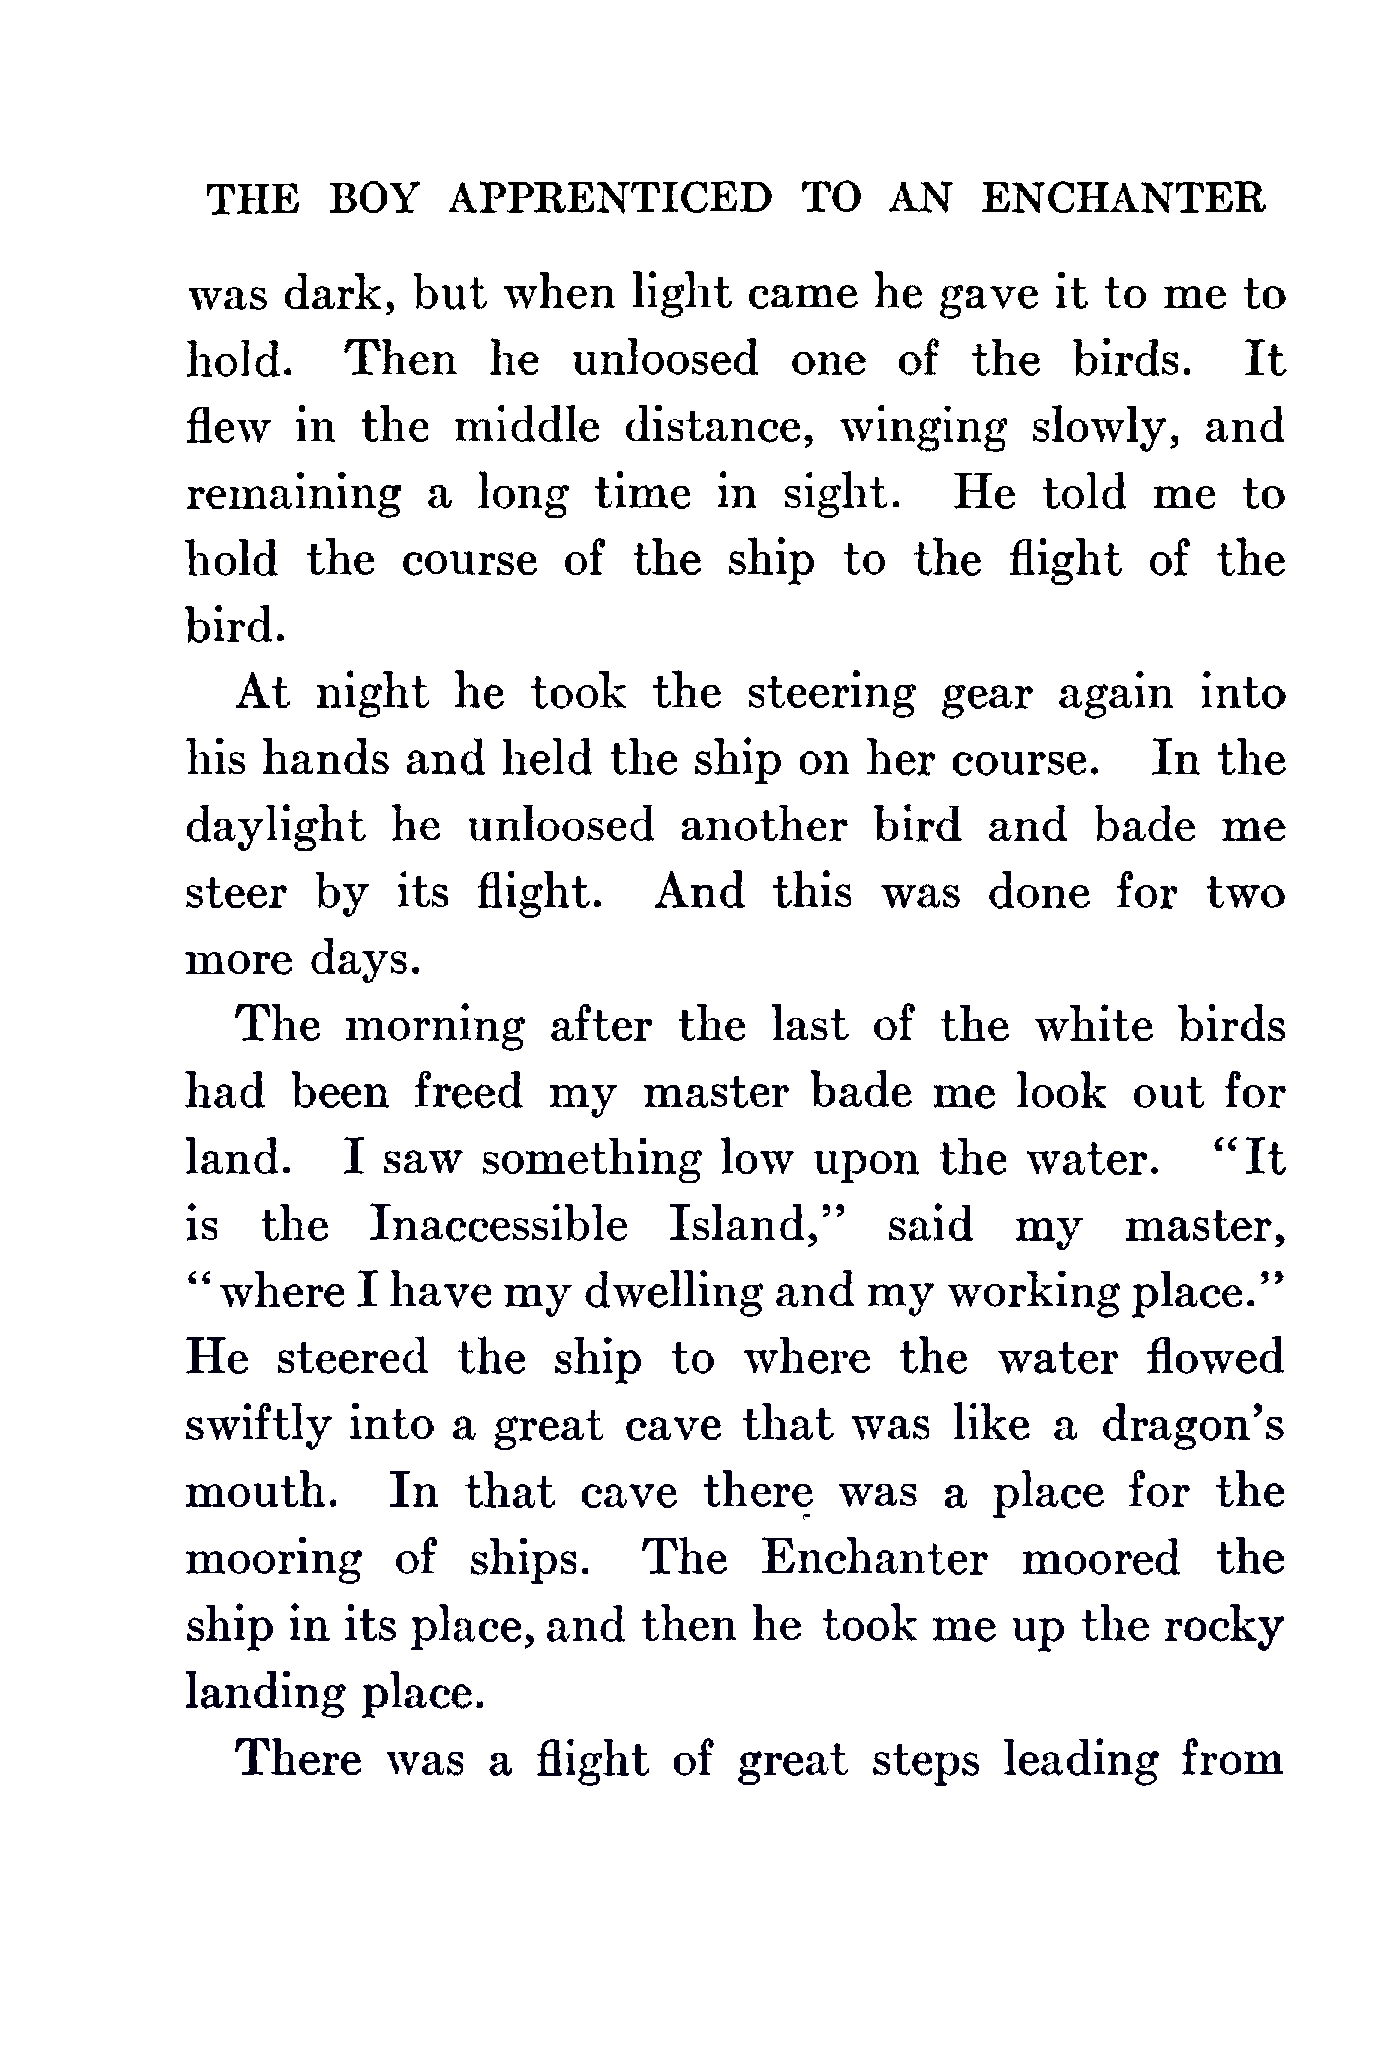 THE BOY APPRENTICED TO AN ENCHANTER
was dark, but when light came he gave it to me to
hold. Then he unloosed one of the birds. It
flew in the middle distance, winging slowly, and
remaining a long time in sight. He told me to
hold the course of the ship to the flight of the
bird.
At night he took the steering gear again into
his hands and held the ship on her course. In the
daylight he unloosed another bird and bade me
steer by its flight. And this was done for two
more days.
The morning after the last of the white birds
had been freed my master bade me look out for
land. I saw something low upon the water. “It
is the Inaccessible Island,” said my master,
“where I have my dwelling and my working place.”
He steered the ship to where the water flowed
swiftly into a great cave that was like a dragon’s
mouth. In that cave there was a place for the
mooring of ships. The Enchanter moored the
ship in its place, and then he took me up the rocky
landing place.
There was a flight of great steps leading from